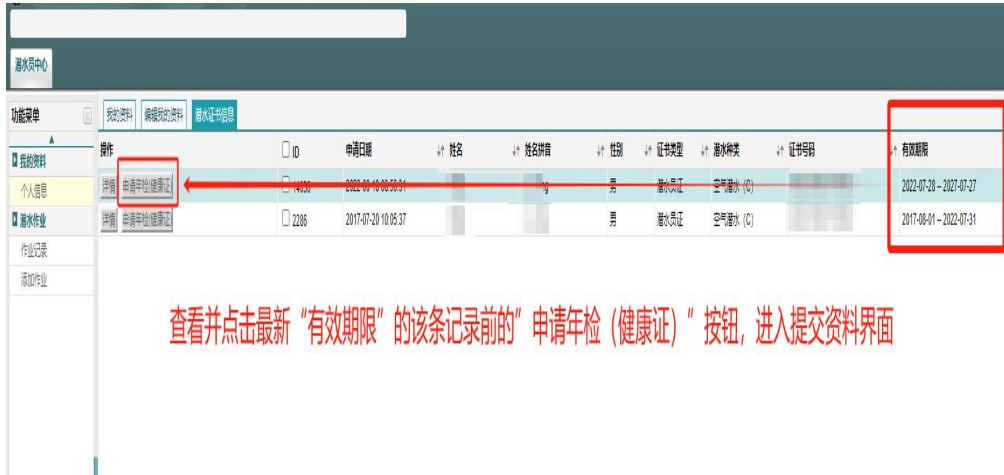 潜水员中心
功能菜单
我的资料 编辑我的资料 潜水证书信息
操作 ID 申请日期 姓名 姓名拼音 性别 证书类型 潜水种类 证书号码 有效期限
我的资料
详情 申请年检(健康证) 男 潜水员证 空气潜水 (C) 2022-07-28 -- 2027-07-27
个人信息
详情 申请年检(健康证) 2286 2017-07-20 10:05:37 男 潜水员证 空气潜水 (C) 2017-08-01 -- 2022-07-31
潜水作业
作业记录
添加作业
查看并点击最新“有效期限”的该条记录前的”申请年检（健康证）”按钮，进入提交资料界面